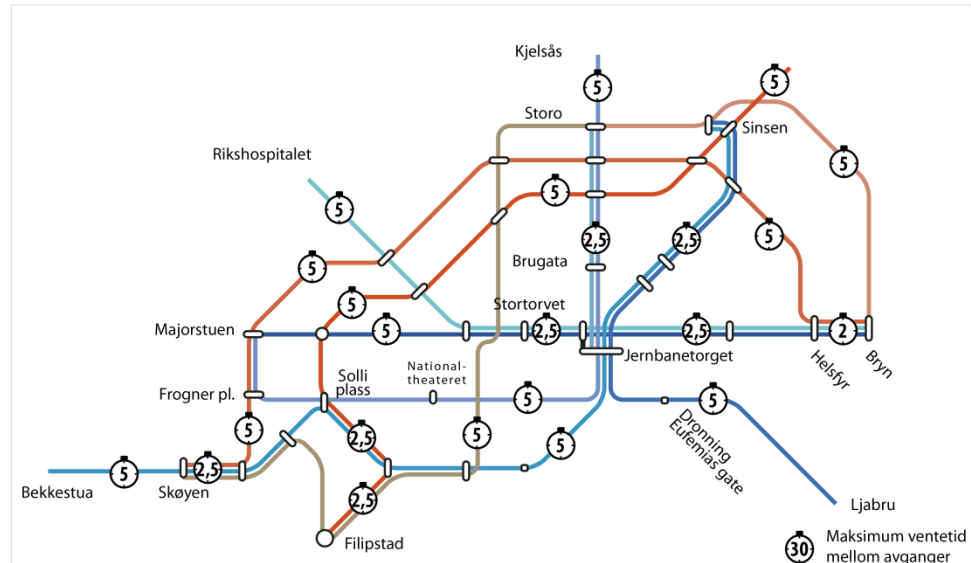 Kjelsås
5
5
Storo
Sinsen
Rikshospitalet
5
5
5
2,5
2,5
5
5
Brugata
5
Stortorvet
Majorstuen
5
2,5
2,5
2
Jernbanetorget
Helsfyr
Bryn
National-
theateret
Solli
plass
Frogner pl.
5
5
Dronning
Eufemias gate
5
2,5
5
5
5
2,5
Bekkestua
Skøyen
2,5
Ljabru
Filipstad
30
Maksimum ventetid
mellom avganger